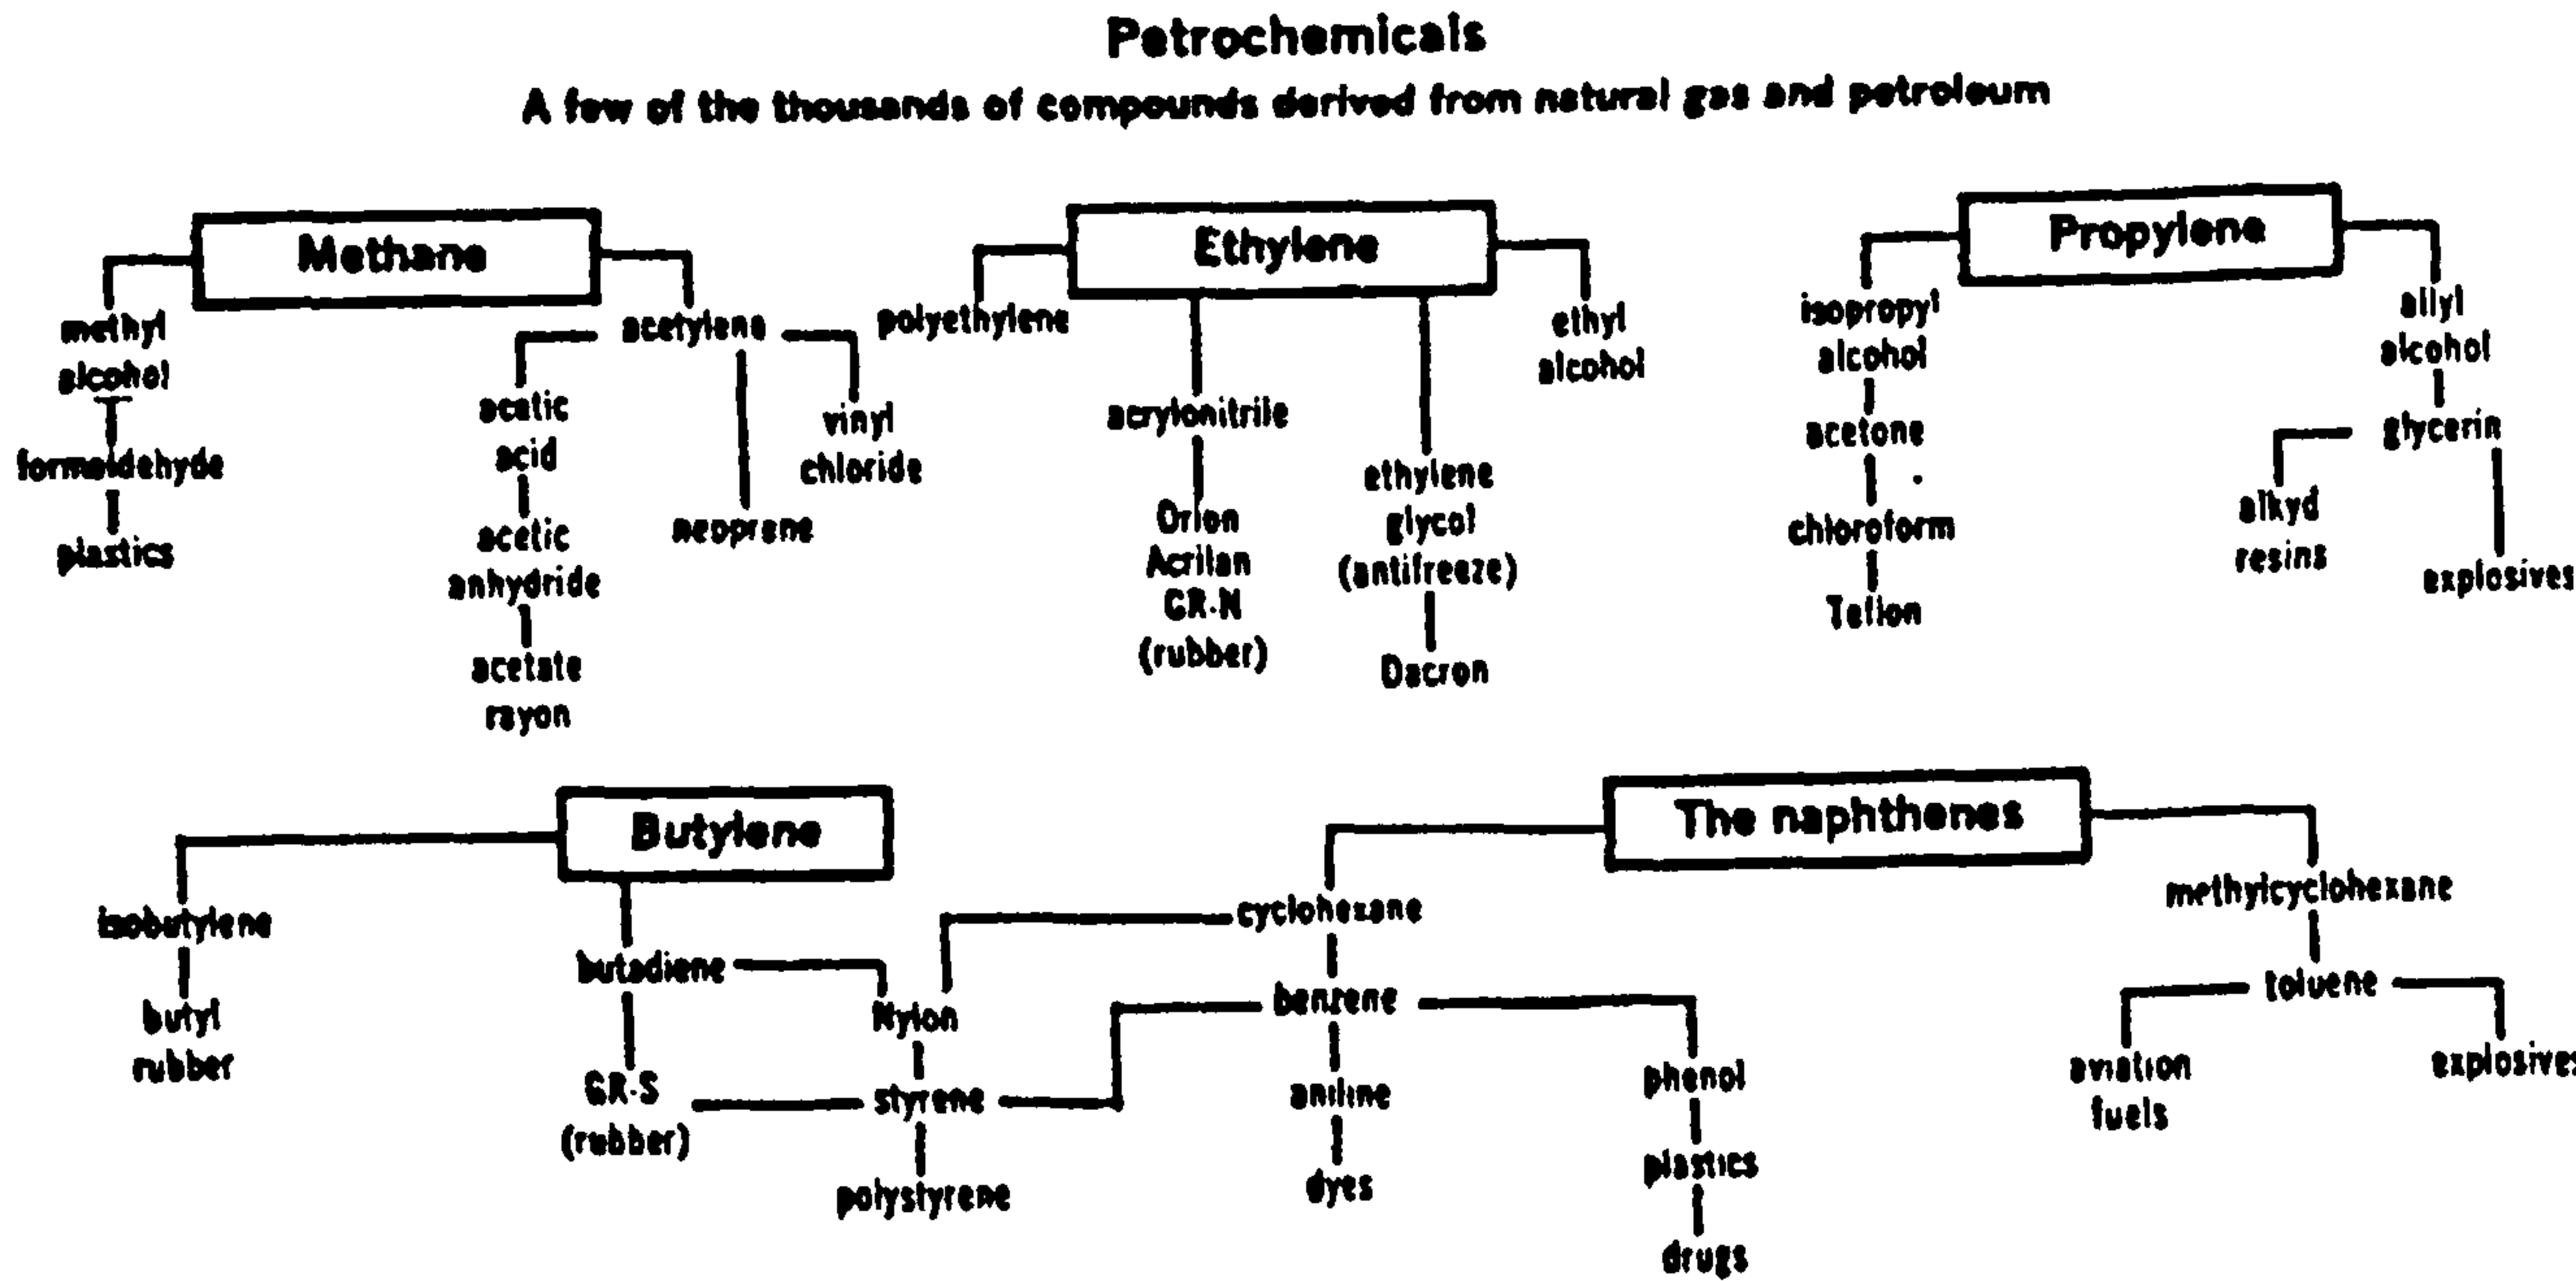 Petrochemicals
A few of the thousands of compounds derived from natural gas and petroleum
Methane
methyl
alcohol
formaldehyde
plastics
acetylene
acetic
acid
acetic
anhydride
acetate
rayon
neoprene
vinyl
chloride
Ethylene
polyethylene
acrylonitrile
Orlon
Acrilan
GR-N
(rubber)
ethylene
glycol
(antifreeze)
Dacron
ethyl
alcohol
Propylene
isopropyl
alcohol
acetone
chloroform
Teflon
allyl
alcohol
glycerin
alkyd
resins
explosives
Butylene
isobutylene
butyl
rubber
butadiene
GR-S
(rubber)
Nylon
styrene
polystyrene
The naphthenes
cyclohexane
benzene
aniline
dyes
phenol
plastics
drugs
methylcyclohexane
toluene
aviation
fuels
explosives